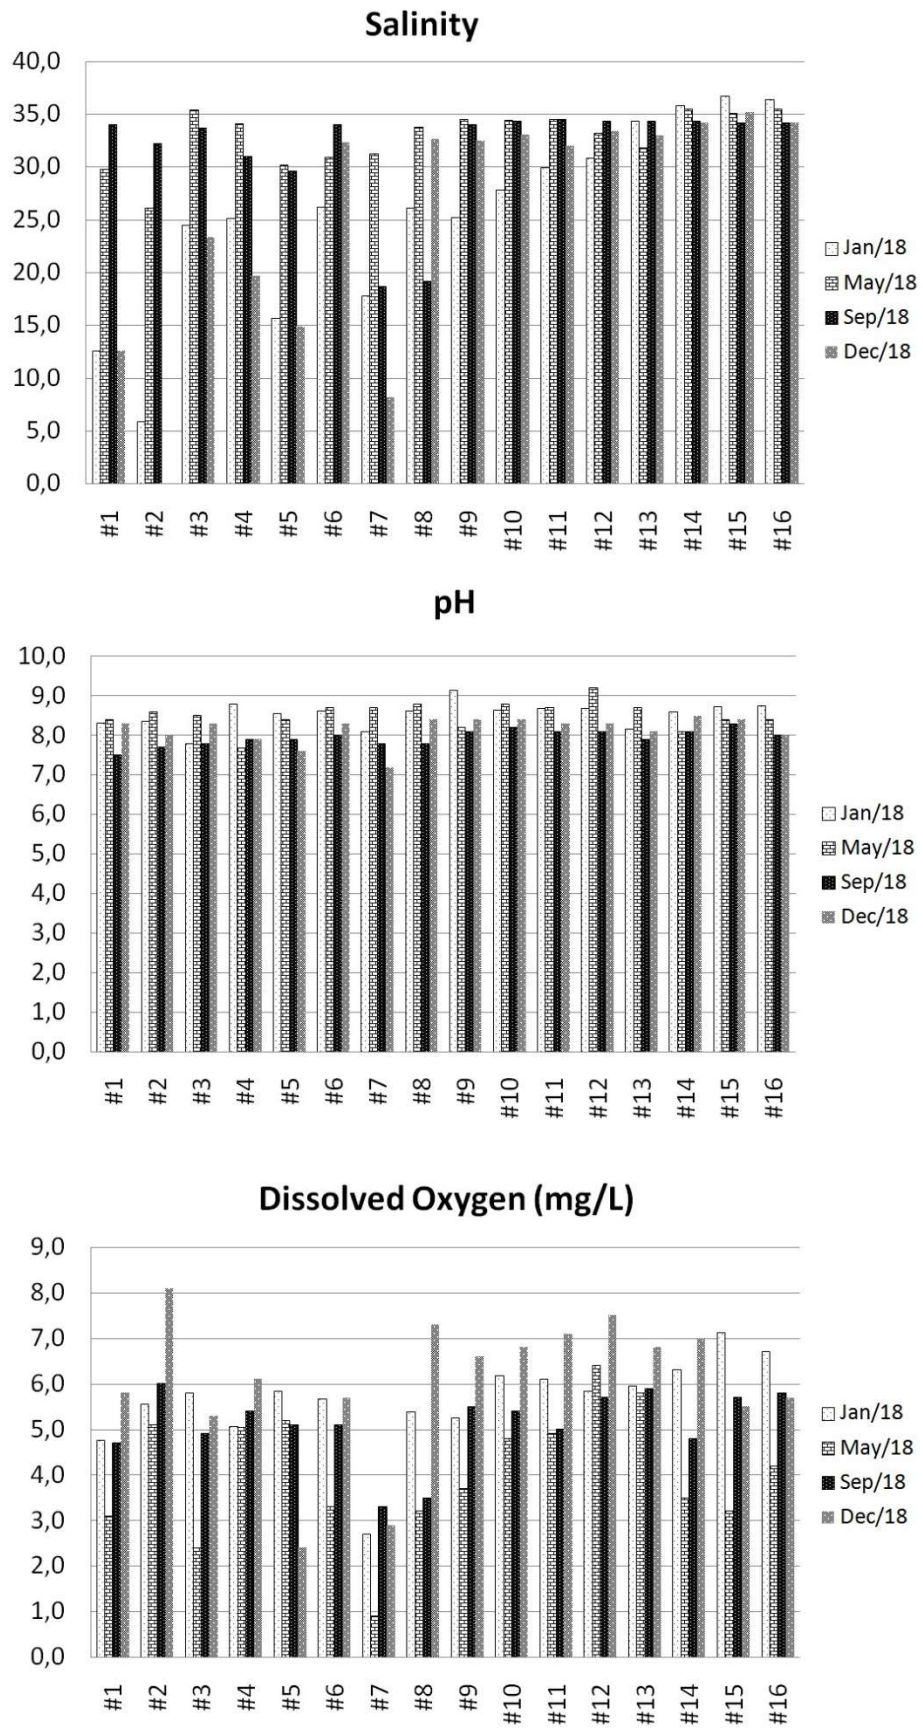 Salinity
40,0
35,0
30,0
25,0
20,0
15,0
10,0
5,0
0,0
#1 #2 #3 #4 #5 #6 #7 #8 #9 #10 #11 #12 #13 #14 #15 #16
Jan/18
May/18
Sep/18
Dec/18
pH
10,0
9,0
8,0
7,0
6,0
5,0
4,0
3,0
2,0
1,0
0,0
#1 #2 #3 #4 #5 #6 #7 #8 #9 #10 #11 #12 #13 #14 #15 #16
Jan/18
May/18
Sep/18
Dec/18
Dissolved Oxygen (mg/L)
9,0
8,0
7,0
6,0
5,0
4,0
3,0
2,0
1,0
0,0
#1 #2 #3 #4 #5 #6 #7 #8 #9 #10 #11 #12 #13 #14 #15 #16
Jan/18
May/18
Sep/18
Dec/18